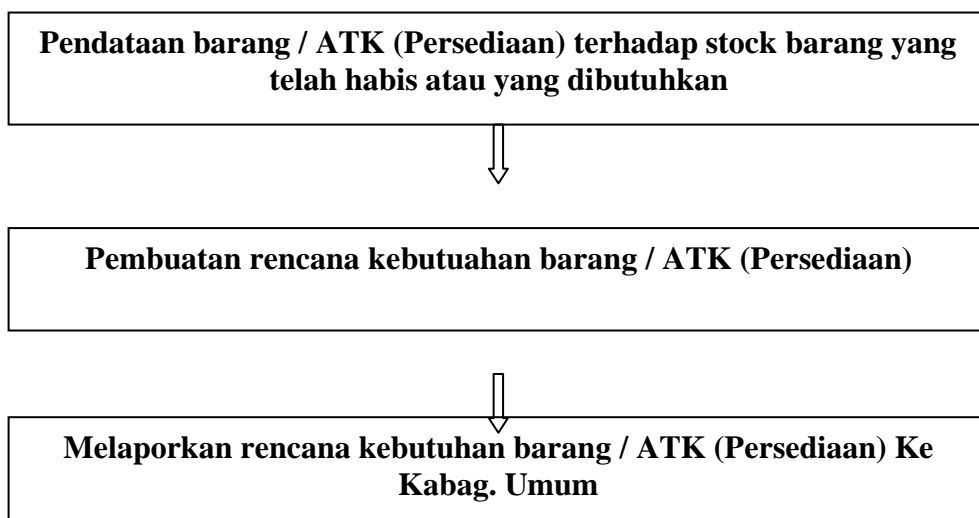 Pendataan barang / ATK (Persediaan) terhadap stock barang yang
telah habis atau yang dibutuhkan
Pembuatan rencana kebutuahan barang / ATK (Persediaan)
Melaporkan rencana kebutuhan barang / ATK (Persediaan) Ke
Kabag. Umum